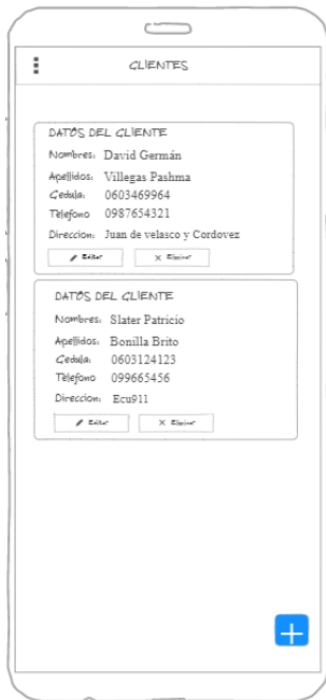 CLIENTES
DATOS DEL CLIENTE
Nombres: David Germán
Apellidos: Villegas Pashma
Cedula: 0603469964
Telefono 0987654321
Direccion: Juan de velasco y Cordovez
Editar × Eliminar
DATOS DEL CLIENTE
Nombres: Slater Patricio
Apellidos: Bonilla Brito
Cedula: 0603124123
Telefono 099665456
Direccion: Ecu911
Editar × Eliminar